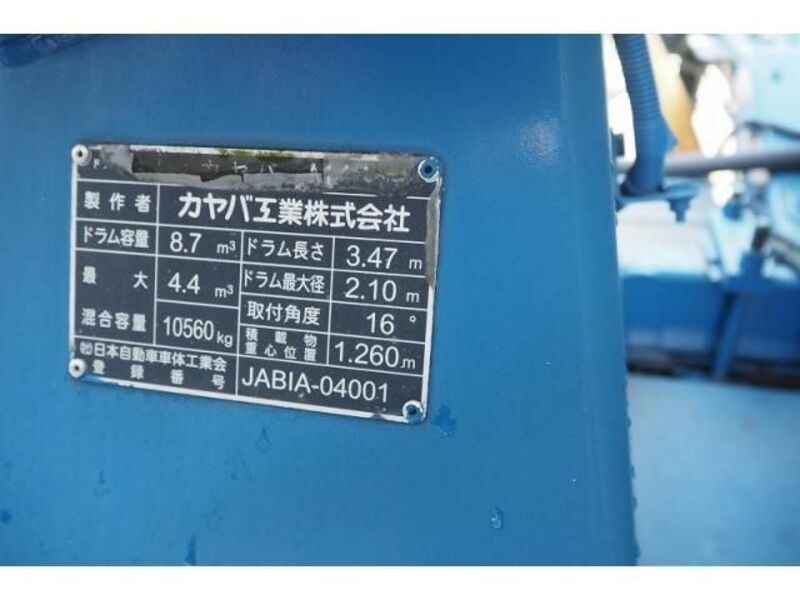 製作者 カヤバ工業株式会社
ドラム容量 8.7 m³ ドラム長さ 3.47 m
最大混合容量 4.4 m³ ドラム最大径 2.10 m
10560kg 取付角度 16°
積載物重心位置 1.260 m
(社)日本自動車車体工業会
登録番号 JABIA-04001